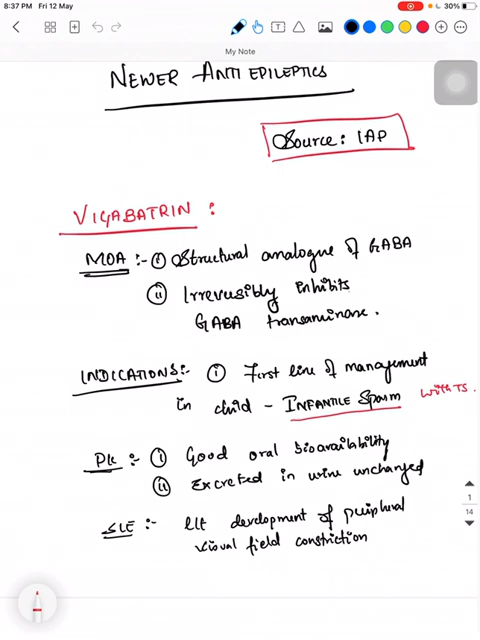 8:37 PM Fri 12 May
30%
My Note
NEWER ANTI EPILEPTICS
Source: IAP
VIGABATRIN :
MOA :- (i) Structural analogue of GABA
(ii) Irreversibly inhibits
GABA transaminase.
INDICATIONS:- (i) First line of management
in child - INFANTILE SPASM with TS.
PK :- (i) Good oral bioavailability
(ii) Excreted in urine unchanged
S/E :- development of peripheral
visual field constriction
1
14